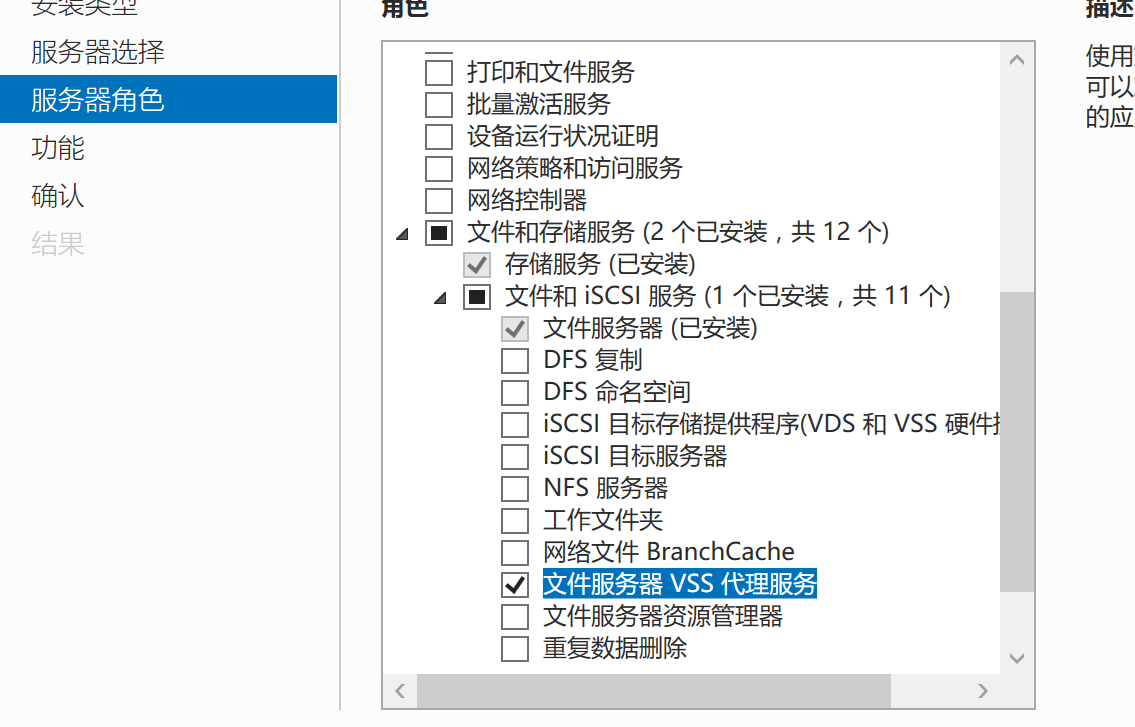 安装类型
服务器选择
服务器角色
功能
确认
结果
角色
打印和文件服务
批量激活服务
设备运行状况证明
网络策略和访问服务
网络控制器
文件和存储服务 (2 个已安装，共 12 个)
存储服务 (已安装)
文件和 iSCSI 服务 (1 个已安装，共 11 个)
文件服务器 (已安装)
DFS 复制
DFS 命名空间
iSCSI 目标存储提供程序(VDS 和 VSS 硬件
iSCSI 目标服务器
NFS 服务器
工作文件夹
网络文件 BranchCache
文件服务器 VSS 代理服务
文件服务器资源管理器
重复数据删除
描述
使用
可以
的应